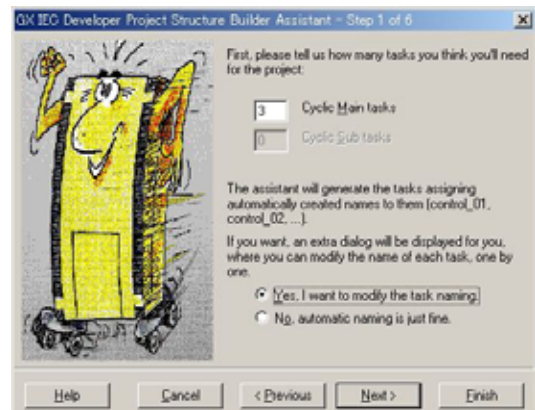 GX IEC Developer Project Structure Builder Assistant - Step 1 of 6
First, please tell us how many tasks you think you'll need
for the project:
3 Cyclic Main tasks
0 Cyclic Sub tasks
The assistant will generate the tasks assigning
automatically created names to them (control_01,
control_02, ...).
If you want, an extra dialog will be displayed for you,
where you can modify the name of each task, one by
one.
Yes, I want to modify the task naming.
No, automatic naming is just fine.
Help Cancel < Previous Next > Finish